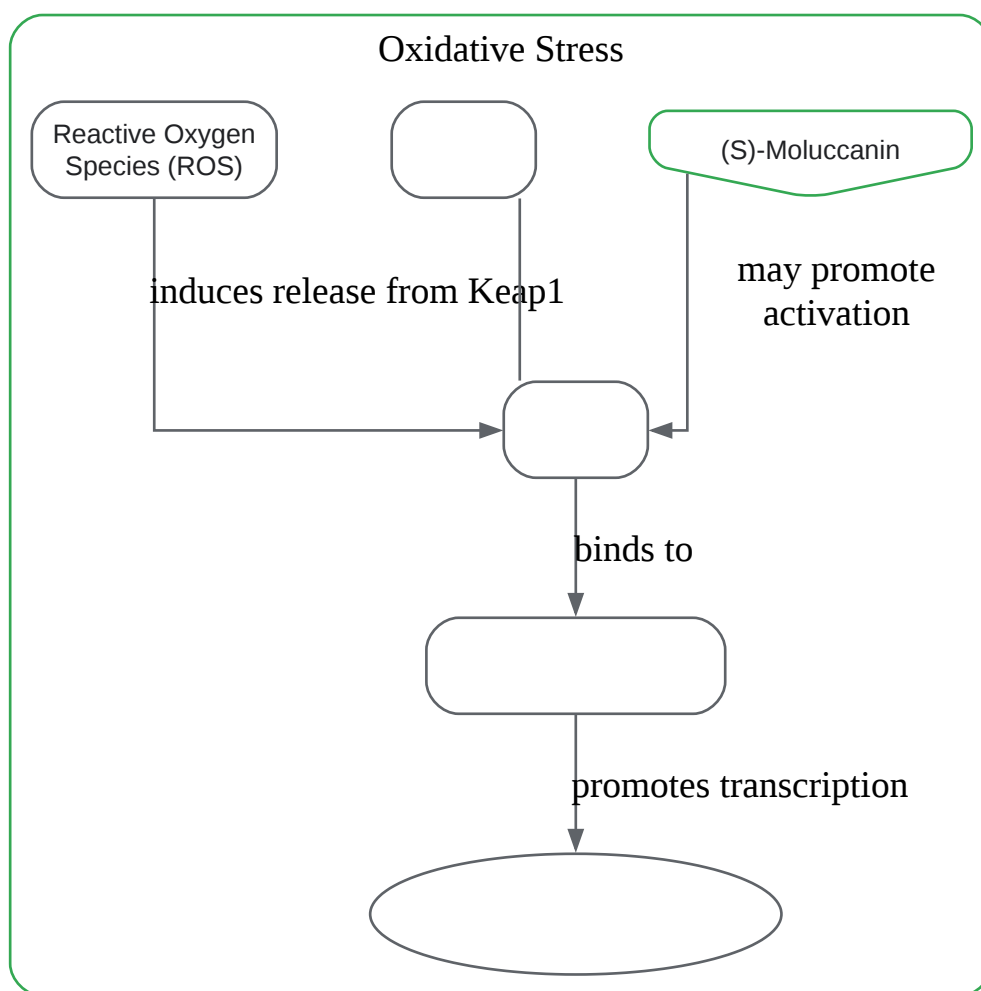 Oxidative Stress
Reactive Oxygen
Species (ROS)
(S)-Moluccanin
induces release from Keap1
may promote
activation
binds to
promotes transcription